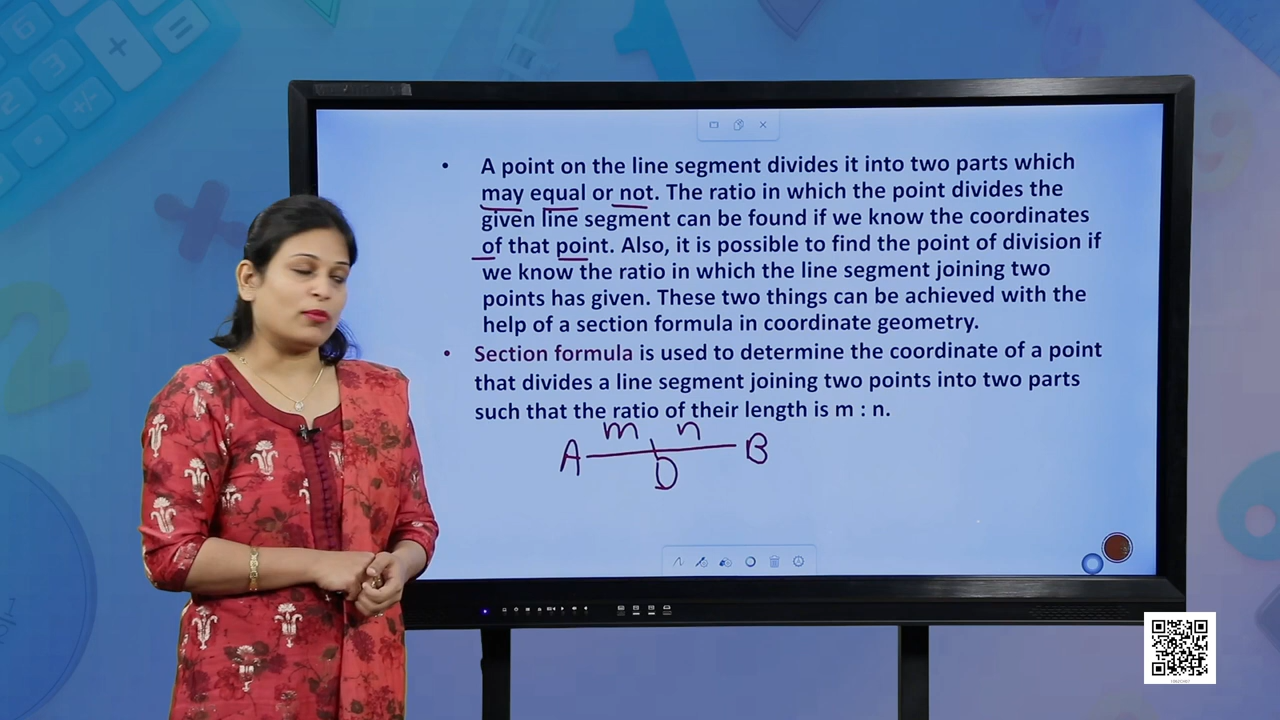 • A point on the line segment divides it into two parts which
may equal or not. The ratio in which the point divides the
given line segment can be found if we know the coordinates
of that point. Also, it is possible to find the point of division if
we know the ratio in which the line segment joining two
points has given. These two things can be achieved with the
help of a section formula in coordinate geometry.
• Section formula is used to determine the coordinate of a point
that divides a line segment joining two points into two parts
such that the ratio of their length is m : n.
m n
A B
D